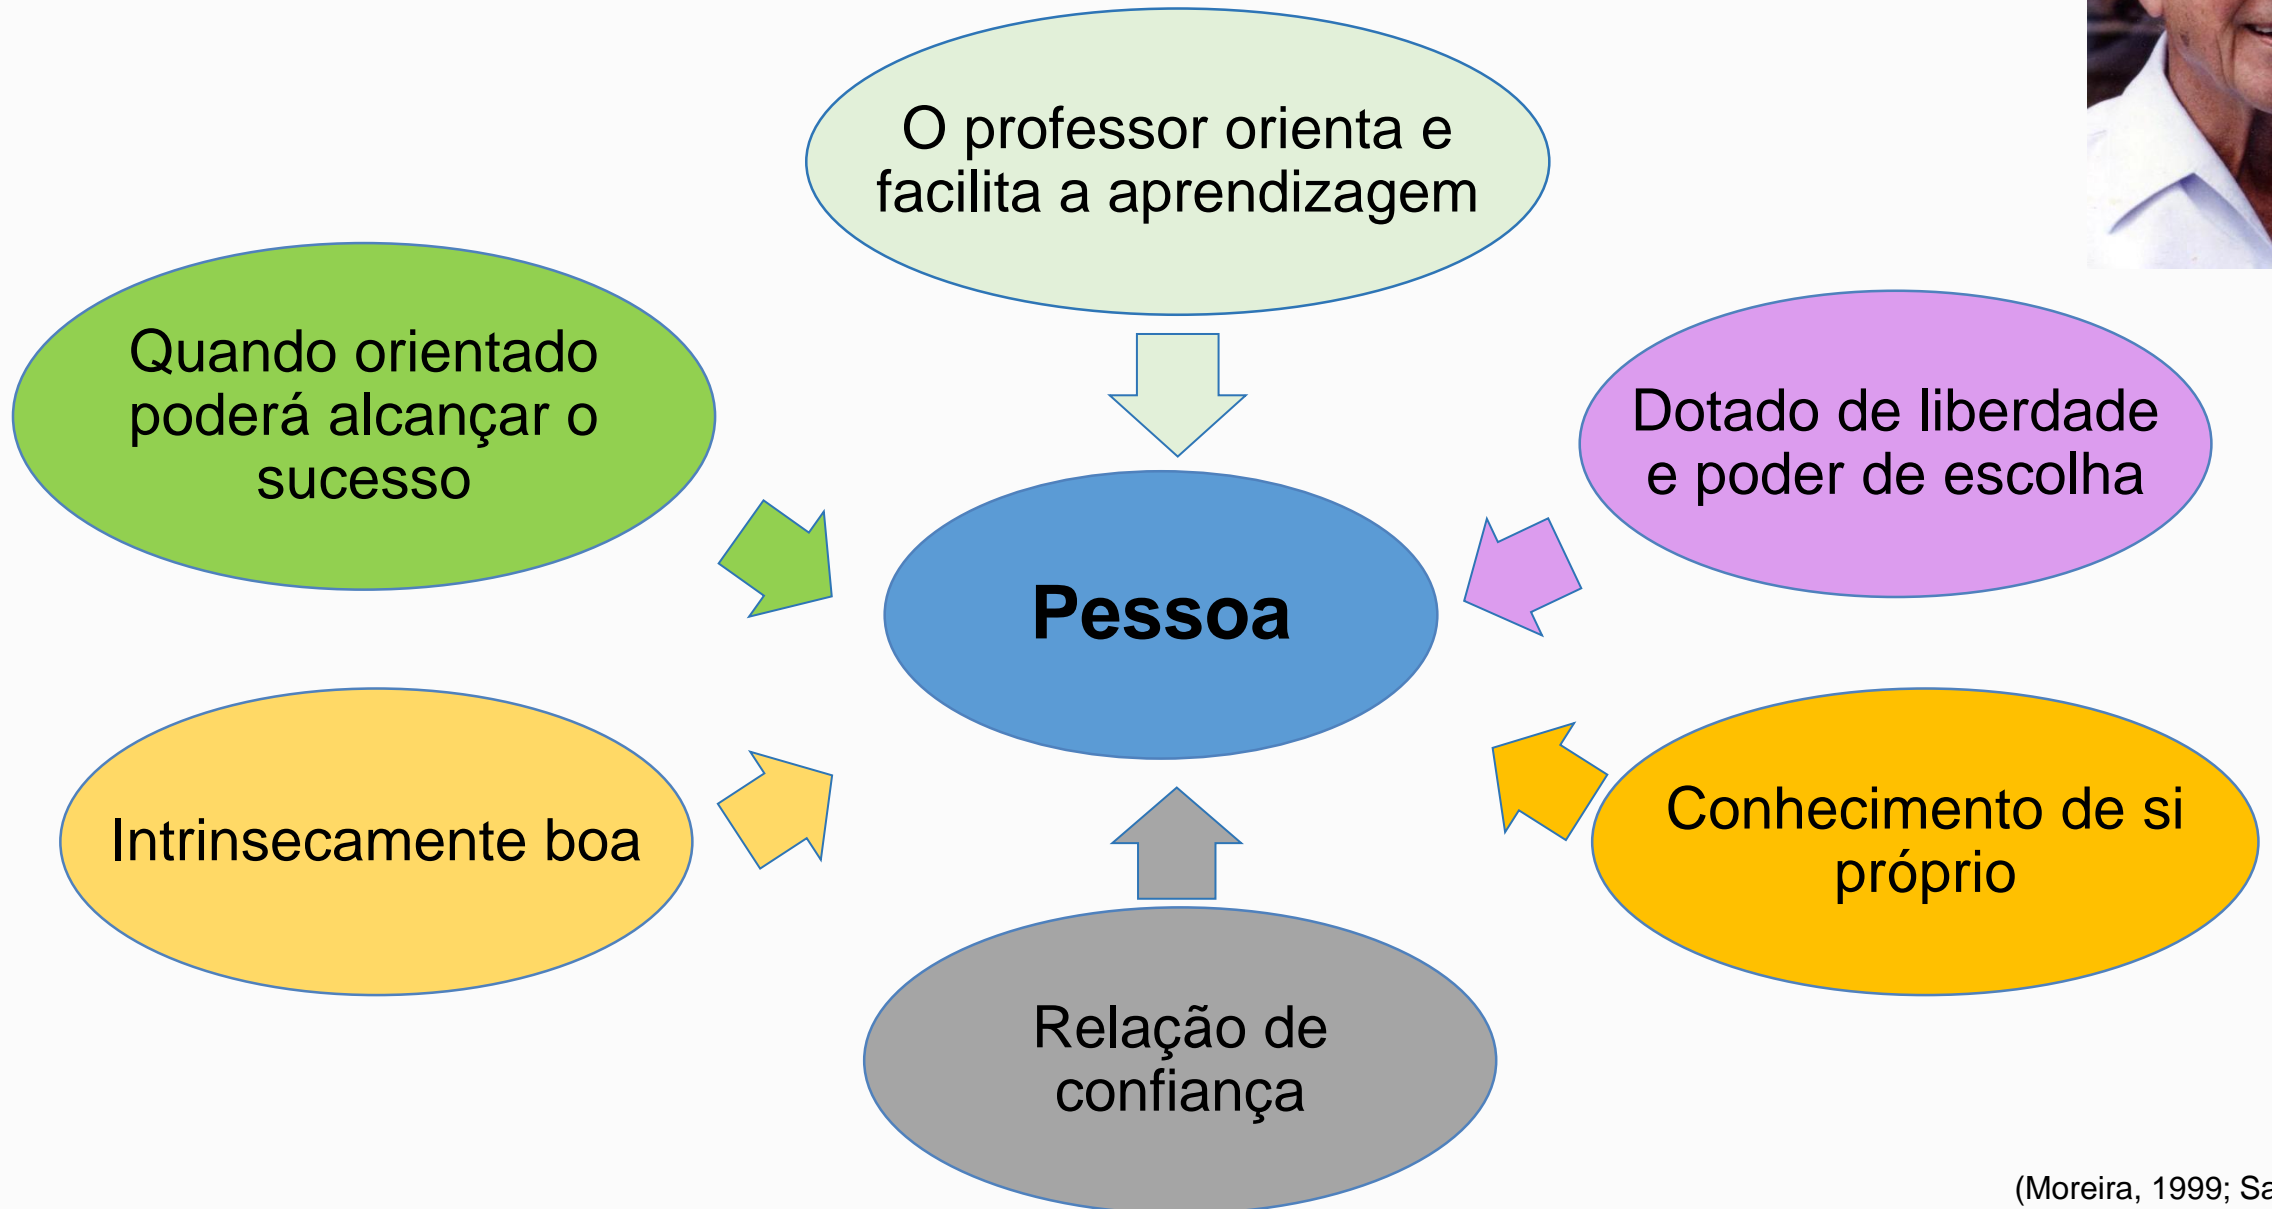 O professor orienta e
facilita a aprendizagem
Quando orientado
poderá alcançar o
sucesso
Dotado de liberdade
e poder de escolha
Pessoa
Intrinsecamente boa
Conhecimento de si
próprio
Relação de
confiança
(Moreira, 1999;